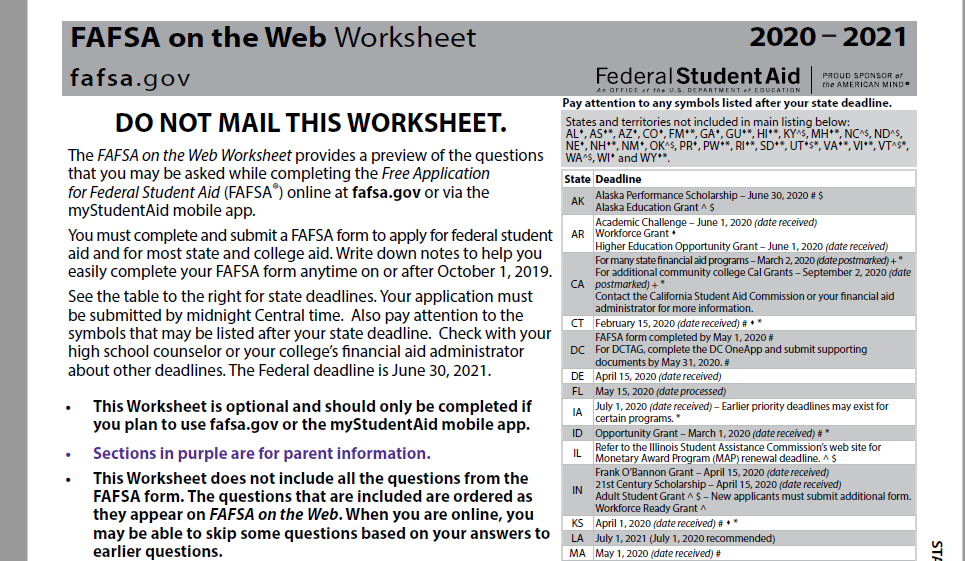 FAFSA on the Web Worksheet
2020 – 2021
fafsa.gov
Federal Student Aid
An OFFICE of the U.S. DEPARTMENT of EDUCATION
PROUD SPONSOR of
the AMERICAN MIND®
DO NOT MAIL THIS WORKSHEET.
The FAFSA on the Web Worksheet provides a preview of the questions
that you may be asked while completing the Free Application
for Federal Student Aid (FAFSA®) online at fafsa.gov or via the
myStudentAid mobile app.
You must complete and submit a FAFSA form to apply for federal student
aid and for most state and college aid. Write down notes to help you
easily complete your FAFSA form anytime on or after October 1, 2019.
See the table to the right for state deadlines. Your application must
be submitted by midnight Central time.  Also pay attention to the
symbols that may be listed after your state deadline.  Check with your
high school counselor or your college's financial aid administrator
about other deadlines. The Federal deadline is June 30, 2021.
• This Worksheet is optional and should only be completed if
you plan to use fafsa.gov or the myStudentAid mobile app.
• Sections in purple are for parent information.
• This Worksheet does not include all the questions from the
FAFSA form. The questions that are included are ordered as
they appear on FAFSA on the Web. When you are online, you
may be able to skip some questions based on your answers to
earlier questions.
Pay attention to any symbols listed after your state deadline.
States and territories not included in main listing below:
AL♦, AS♦*, AZ♦, CO♦, FM♦*, GA♦, GU♦*, HI♦*, KY^$, MH♦*, NC^$, ND^$,
NE♦, NH♦*, NM♦, OK^$, PR♦, PW♦*, RI♦*, SD♦*, UT♦$*, VA♦*, VI♦*, VT^$*,
WA^$, WI♦ and WY♦*.
State Deadline
AK Alaska Performance Scholarship – June 30, 2020 # $
Alaska Education Grant ^ $
AR Academic Challenge – June 1, 2020 (date received)
Workforce Grant ♦
Higher Education Opportunity Grant – June 1, 2020 (date received)
CA For many state financial aid programs – March 2, 2020 (date postmarked) + *
For additional community college Cal Grants – September 2, 2020 (date
postmarked) + *
Contact the California Student Aid Commission or your financial aid
administrator for more information.
CT February 15, 2020 (date received) # ♦ *
DC FAFSA form completed by May 1, 2020 #
For DCTAG, complete the DC OneApp and submit supporting
documents by May 31, 2020. #
DE April 15, 2020 (date received)
FL May 15, 2020 (date processed)
IA July 1, 2020 (date received) – Earlier priority deadlines may exist for
certain programs. *
ID Opportunity Grant – March 1, 2020 (date received) # *
IL Refer to the Illinois Student Assistance Commission's web site for
Monetary Award Program (MAP) renewal deadline. ^ $
IN Frank O'Bannon Grant – April 15, 2020 (date received)
21st Century Scholarship – April 15, 2020 (date received)
Adult Student Grant ^ $ – New applicants must submit additional form.
Workforce Ready Grant ^
KS April 1, 2020 (date received) # ♦ *
LA July 1, 2021 (July 1, 2020 recommended)
MA May 1, 2020 (date received) #